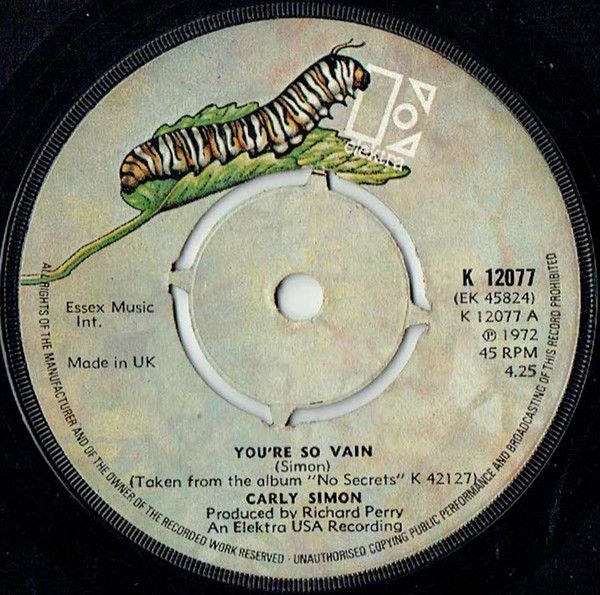 elektra
K 12077
(EK 45824)
K 12077 A
℗ 1972
45 RPM
4.25
Essex Music
Int.
Made in UK
YOU'RE SO VAIN
(Simon)
(Taken from the album "No Secrets" K 42127)
CARLY SIMON
Produced by Richard Perry
An Elektra USA Recording
ALL RIGHTS OF THE MANUFACTURER AND OF THE OWNER OF THE RECORDED WORK RESERVED · UNAUTHORISED COPYING PUBLIC PERFORMANCE AND BROADCASTING OF THIS RECORD PROHIBITED